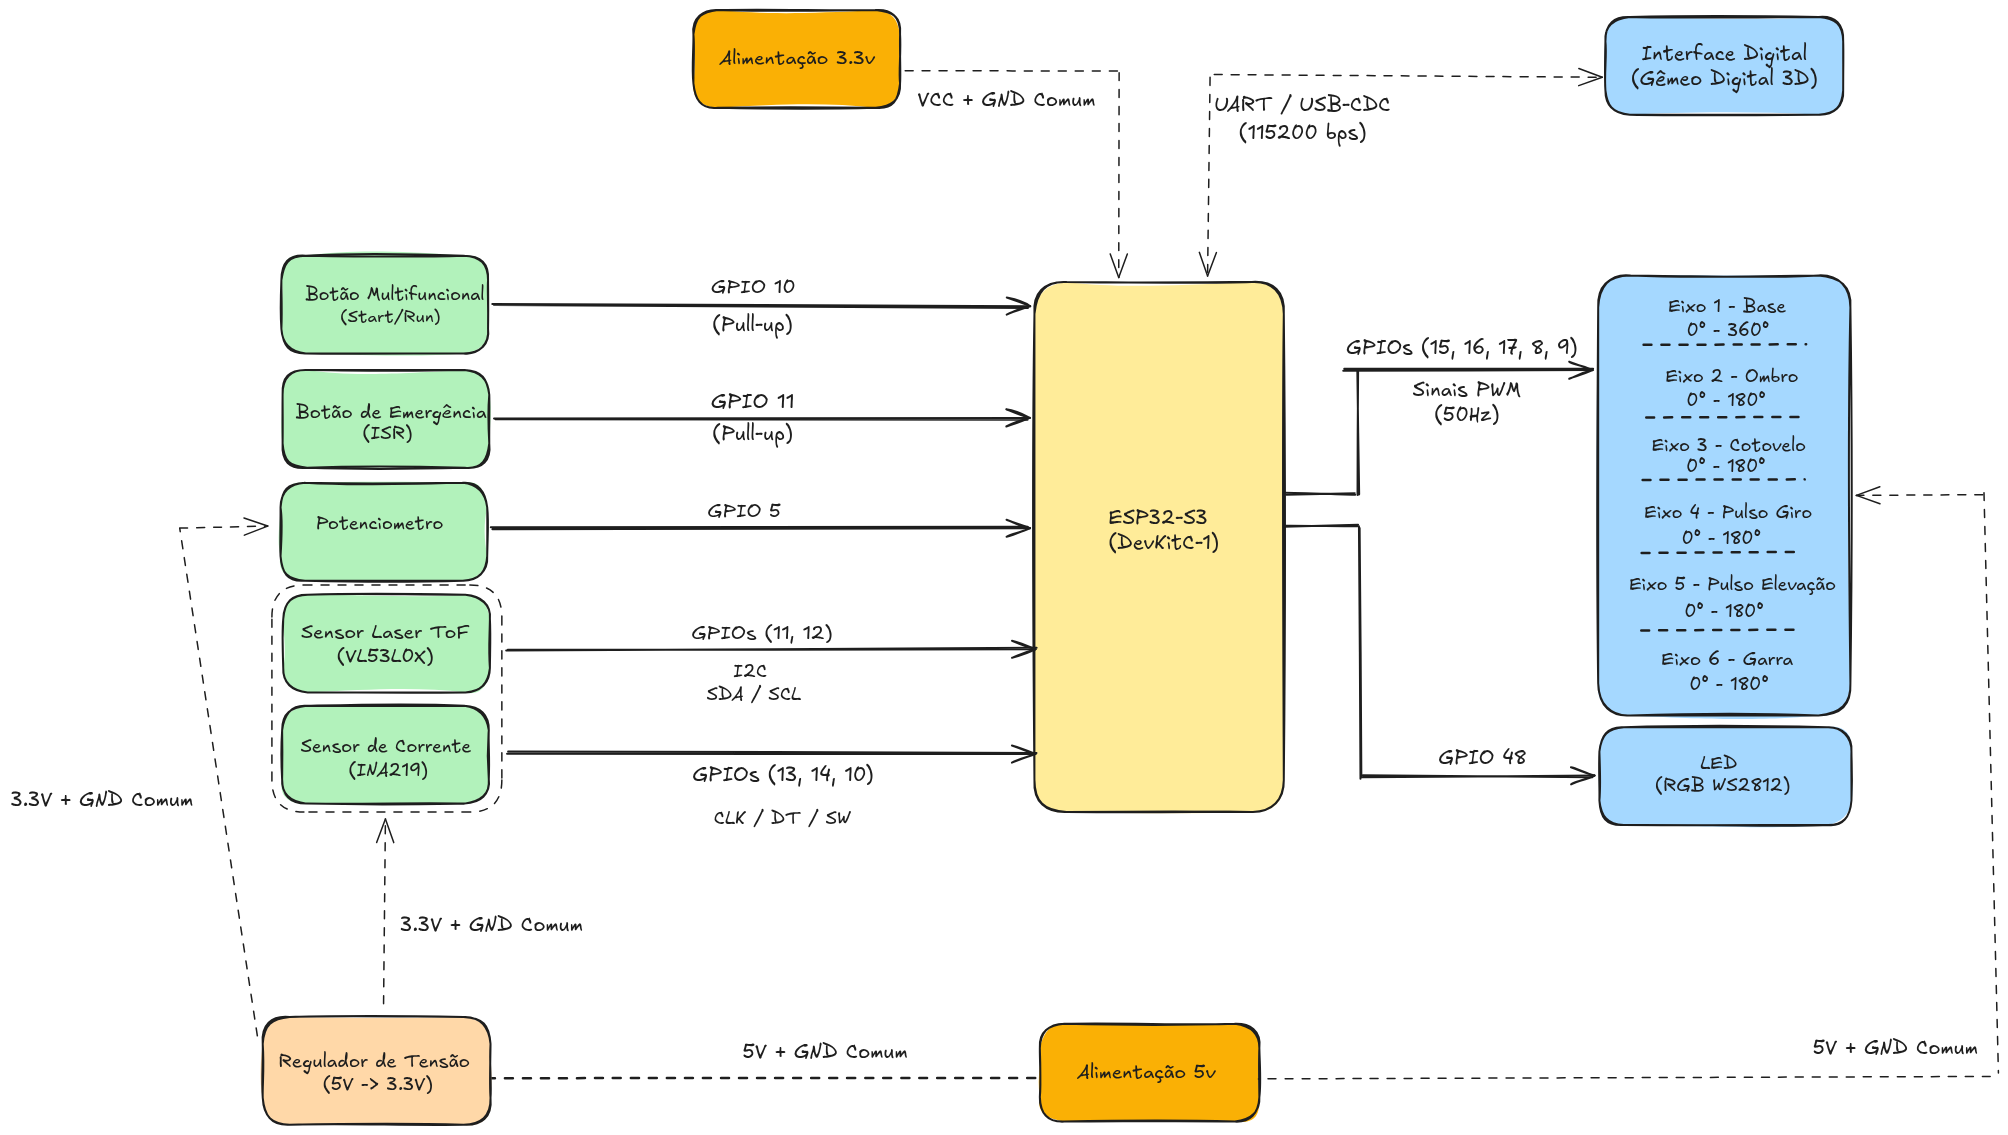 Alimentação 3.3v
VCC + GND Comum
UART / USB-CDC
(115200 bps)
Interface Digital
(Gêmeo Digital 3D)
Botão Multifuncional
(Start/Run)
GPIO 10
(Pull-up)
Botão de Emergência
(ISR)
GPIO 11
(Pull-up)
Potenciometro
GPIO 5
Sensor Laser ToF
(VL53L0X)
GPIOs (11, 12)
I2C
SDA / SCL
Sensor de Corrente
(INA219)
GPIOs (13, 14, 10)
CLK / DT / SW
ESP32-S3
(DevKitC-1)
GPIOs (15, 16, 17, 8, 9)
Sinais PWM
(50Hz)
Eixo 1 - Base
0° - 360°
Eixo 2 - Ombro
0° - 180°
Eixo 3 - Cotovelo
0° - 180°
Eixo 4 - Pulso Giro
0° - 180°
Eixo 5 - Pulso Elevação
0° - 180°
Eixo 6 - Garra
0° - 180°
GPIO 48
LED
(RGB WS2812)
3.3V + GND Comum
3.3V + GND Comum
Regulador de Tensão
(5V -> 3.3V)
5V + GND Comum
Alimentação 5v
5V + GND Comum